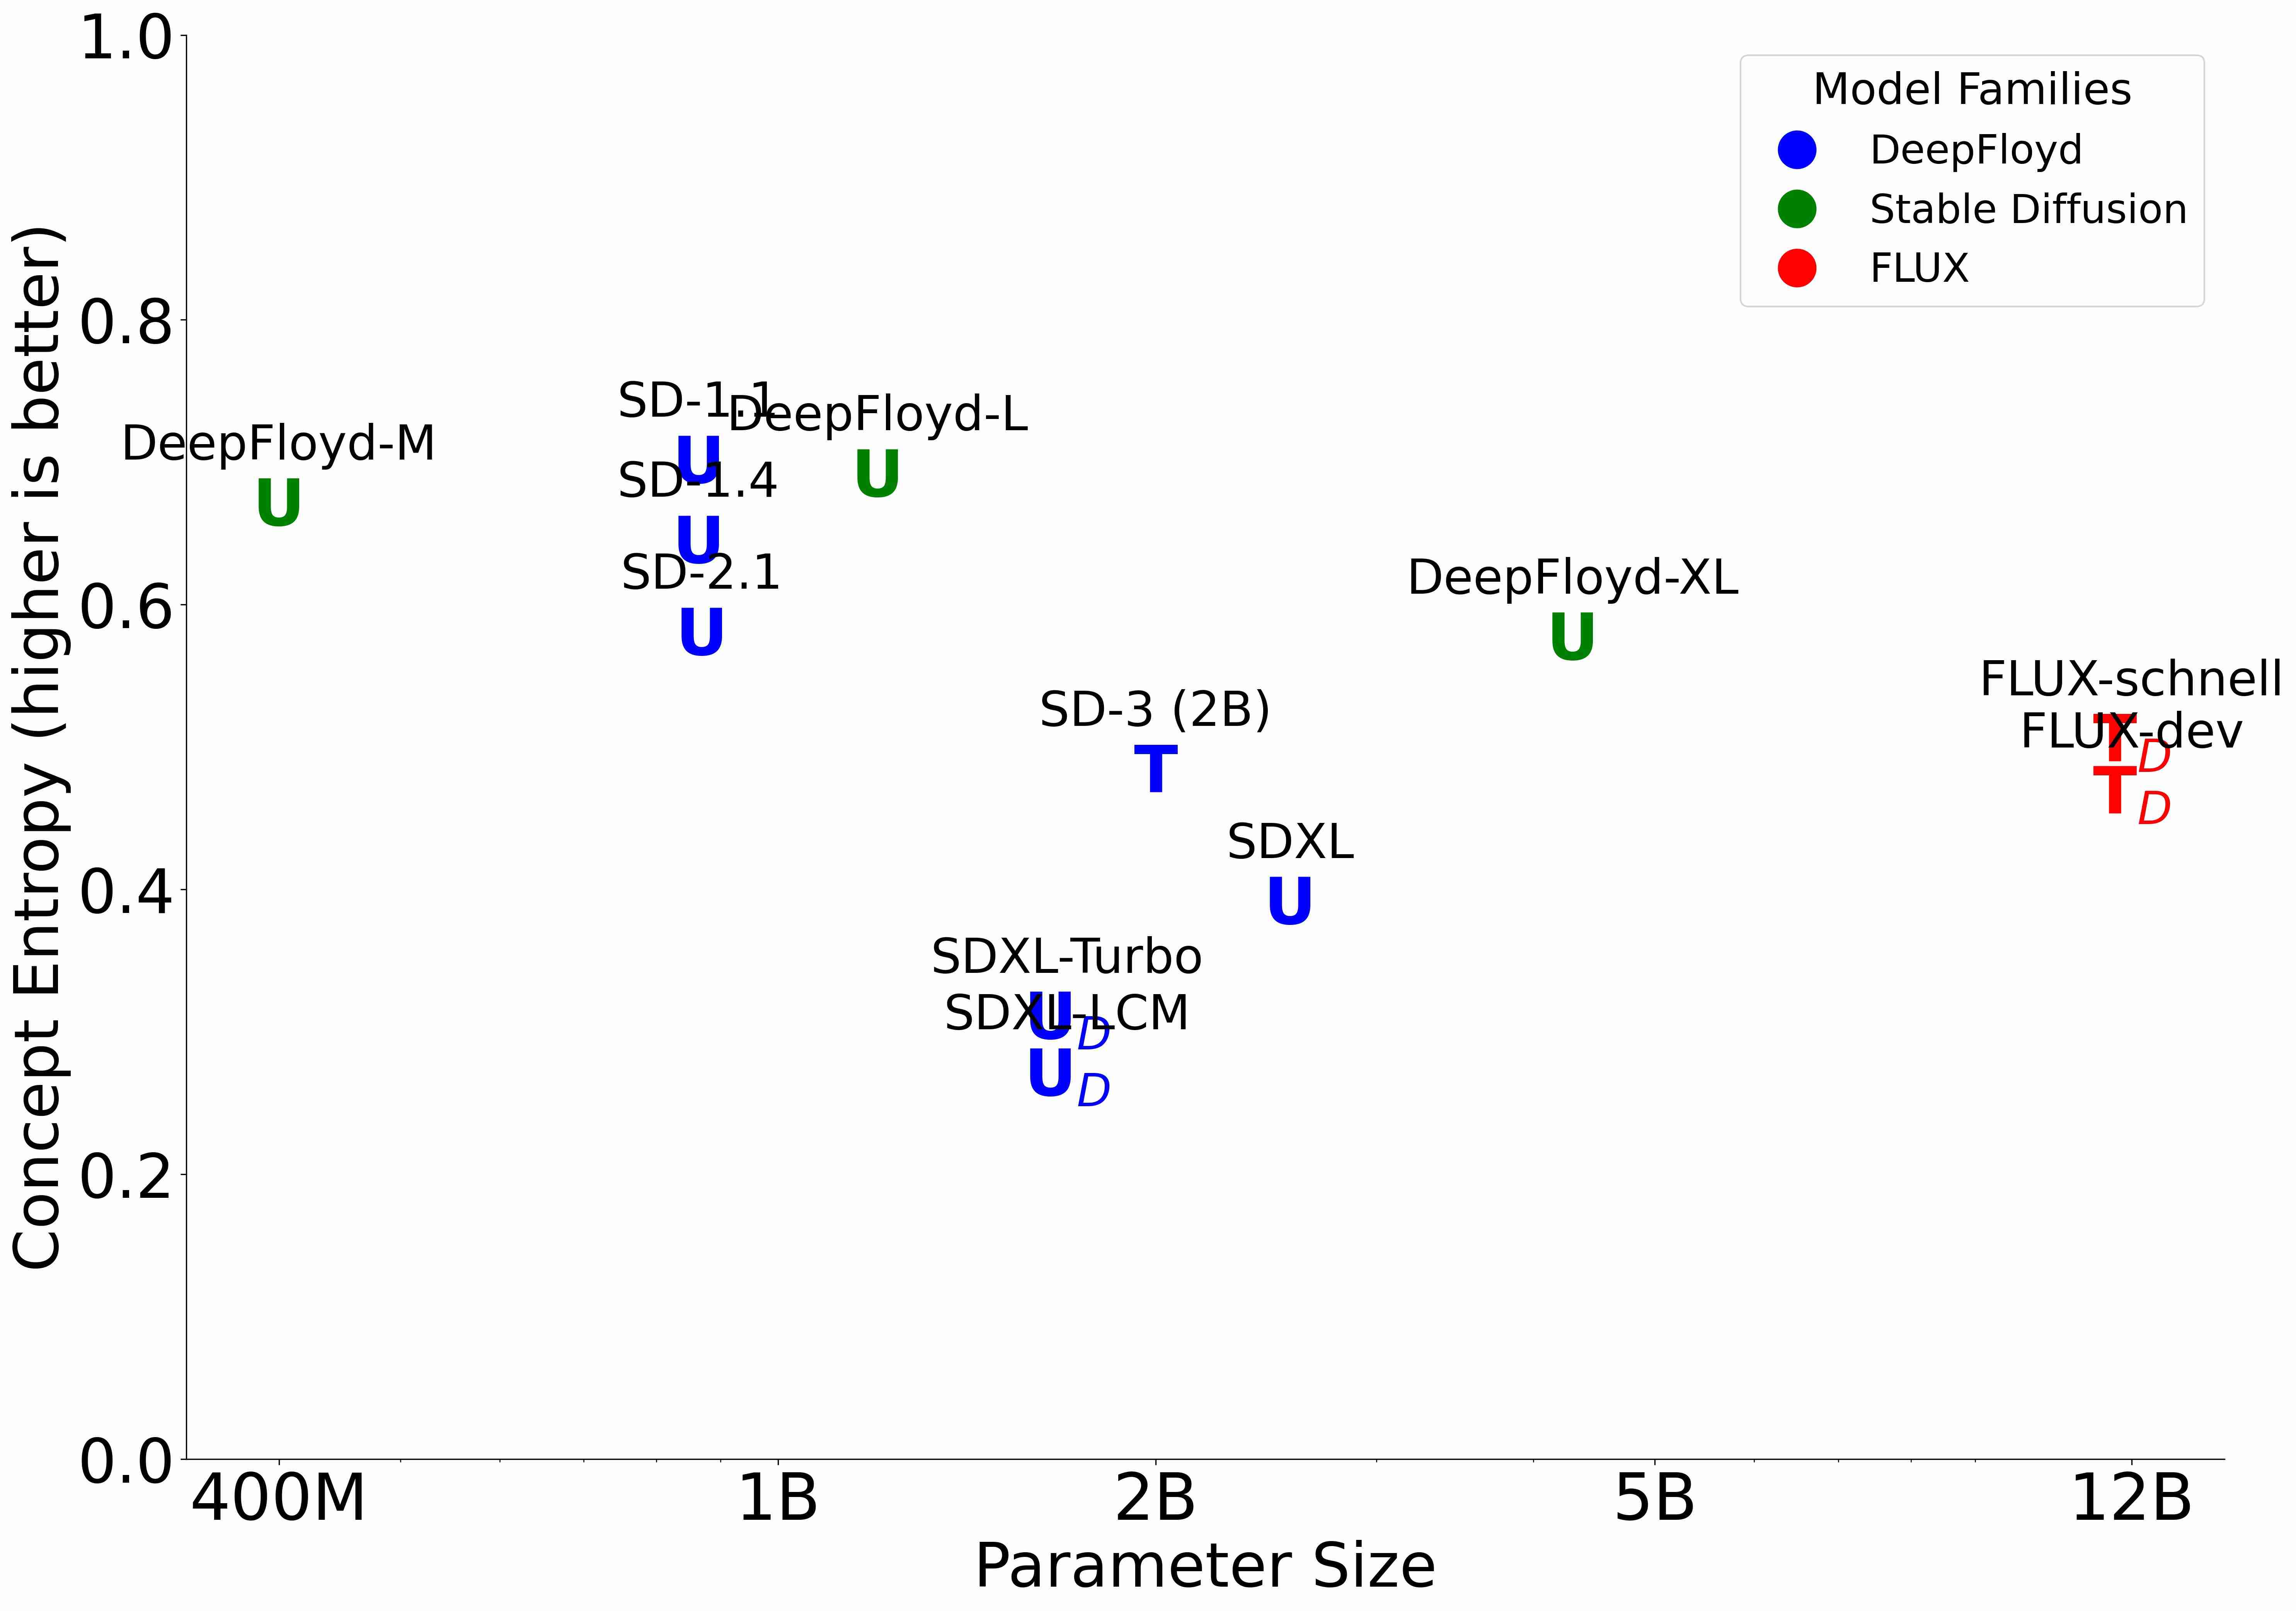 Concept Entropy (higher is better)
1.0
0.8
0.6
0.4
0.2
0.0
Model Families
DeepFloyd
Stable Diffusion
FLUX
SD-1.1
DeepFloyd-L
DeepFloyd-M
U
U
U
SD-1.4
U
SD-2.1
U
DeepFloyd-XL
U
SD-3 (2B)
T
FLUX-schnell
T D
FLUX-dev
T D
SDXL
U
SDXL-Turbo
U D
SDXL-LCM
U D
400M
1B
2B
5B
12B
Parameter Size